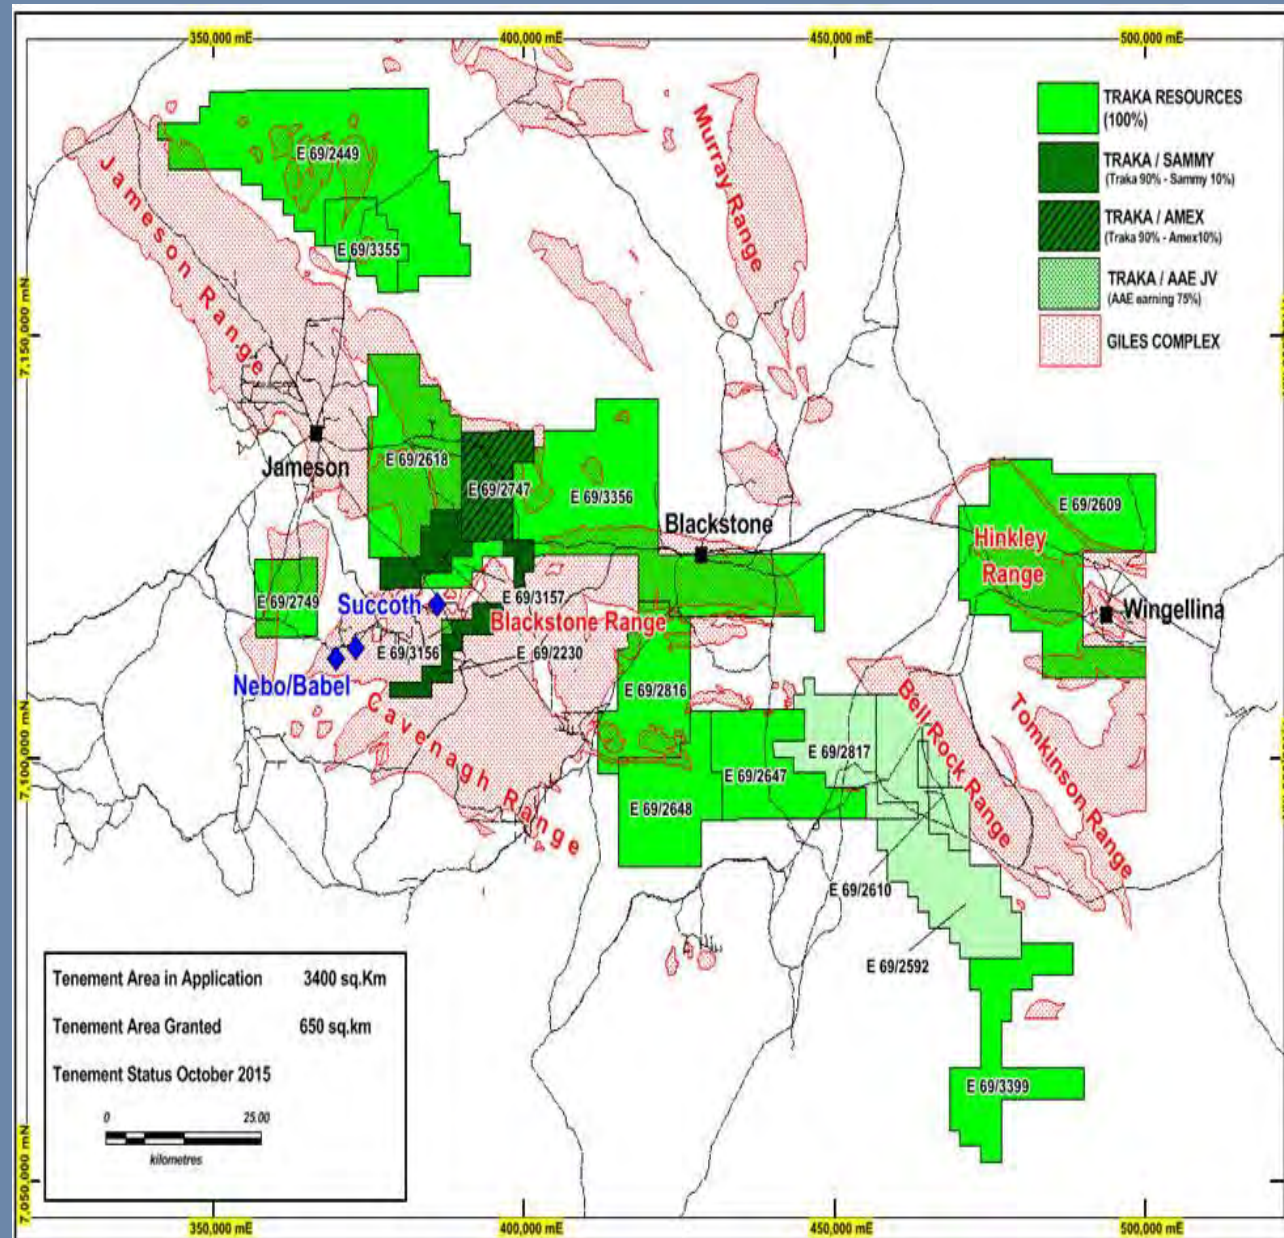 350,000 mE
400,000 mE
450,000 mE
500,000 mE
TRAKA RESOURCES
(100%)
TRAKA / SAMMY
(Traka 90% - Sammy 10%)
TRAKA / AMEX
(Traka 90% - Amex10%)
TRAKA / AAE JV
(AAE earning 75%)
GILES COMPLEX
Murray Range
E 69/2449
Jameson Range
E 69/3355
7,150,000 mN
Jameson
E 69/2618
E 69/2747
E 69/3356
Blackstone
E 69/2609
Hinkley
Range
E 69/2749
Succoth
E 69/3157
Blackstone Range
Wingellina
E 69/3156
E 69/2230
Nebo/Babel
E 69/2816
Cavenagh Range
Bell Rock Range
Tomkinson Range
7,100,000 mN
E 69/2817
E 69/2647
E 69/2648
E 69/2610
E 69/2592
Tenement Area in Application 3400 sq.Km
Tenement Area Granted 650 sq.km
Tenement Status October 2015
0 25.00
kilometres
E 69/3399
7,050,000 mN
350,000 mE
400,000 mE
450,000 mE
500,000 mE